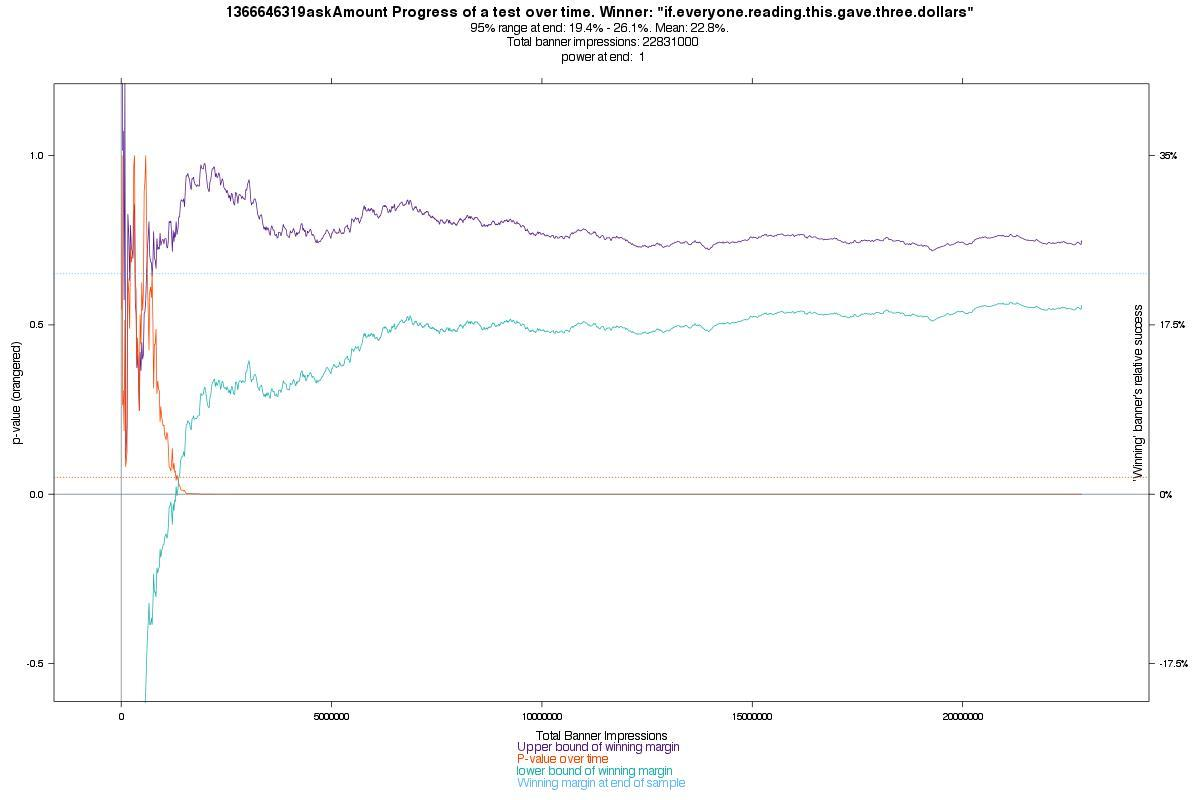 1366646319askAmount Progress of a test over time. Winner: "if.everyone.reading.this.gave.three.dollars"
95% range at end: 19.4% - 26.1%. Mean: 22.8%.
Total banner impressions: 22831000
power at end: 1
1.0
0.5
0.0
-0.5
p-value (orangered)
35%
17.5%
0%
-17.5%
'Winning' banner's relative success
0
5000000
10000000
15000000
20000000
Total Banner Impressions
Upper bound of winning margin
P-value over time
lower bound of winning margin
Winning margin at end of sample